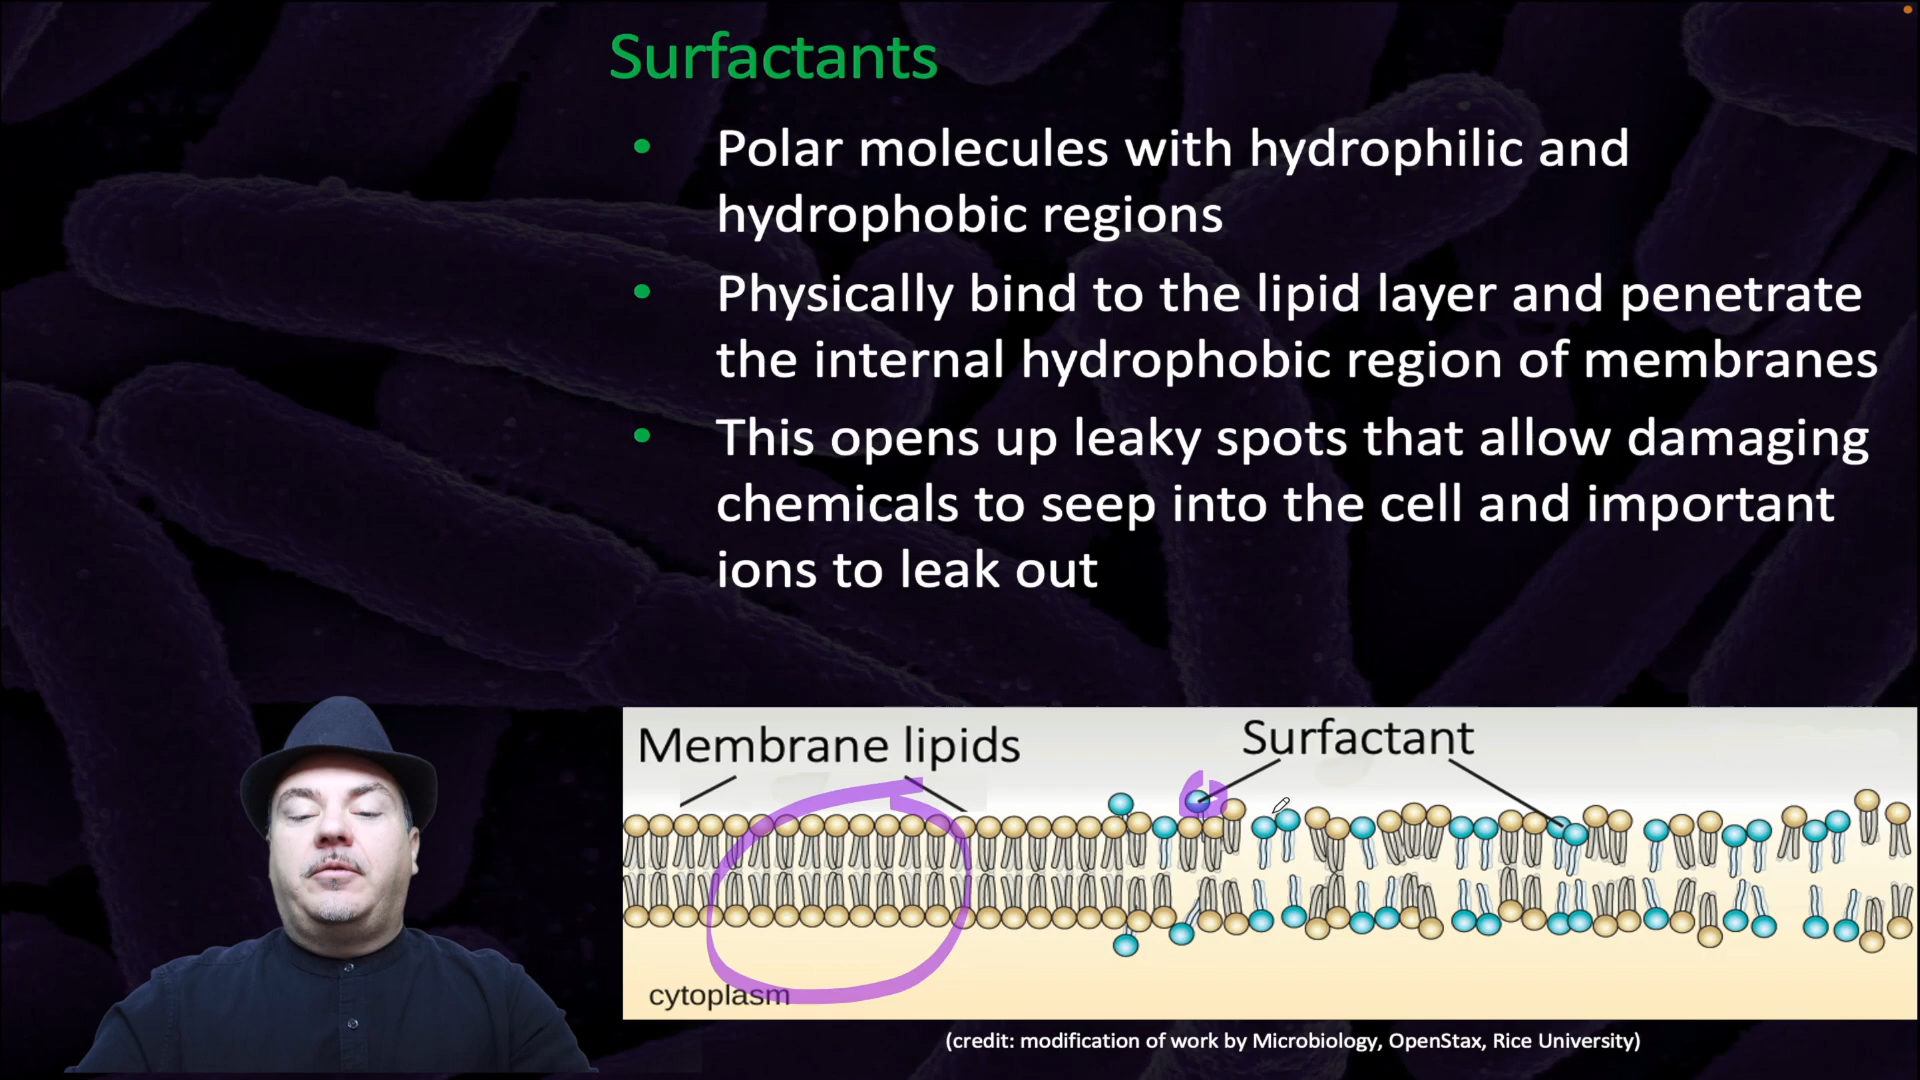 Surfactants
• Polar molecules with hydrophilic and
hydrophobic regions
• Physically bind to the lipid layer and penetrate
the internal hydrophobic region of membranes
• This opens up leaky spots that allow damaging
chemicals to seep into the cell and important
ions to leak out
Membrane lipids
Surfactant
cytoplasm
(credit: modification of work by Microbiology, OpenStax, Rice University)